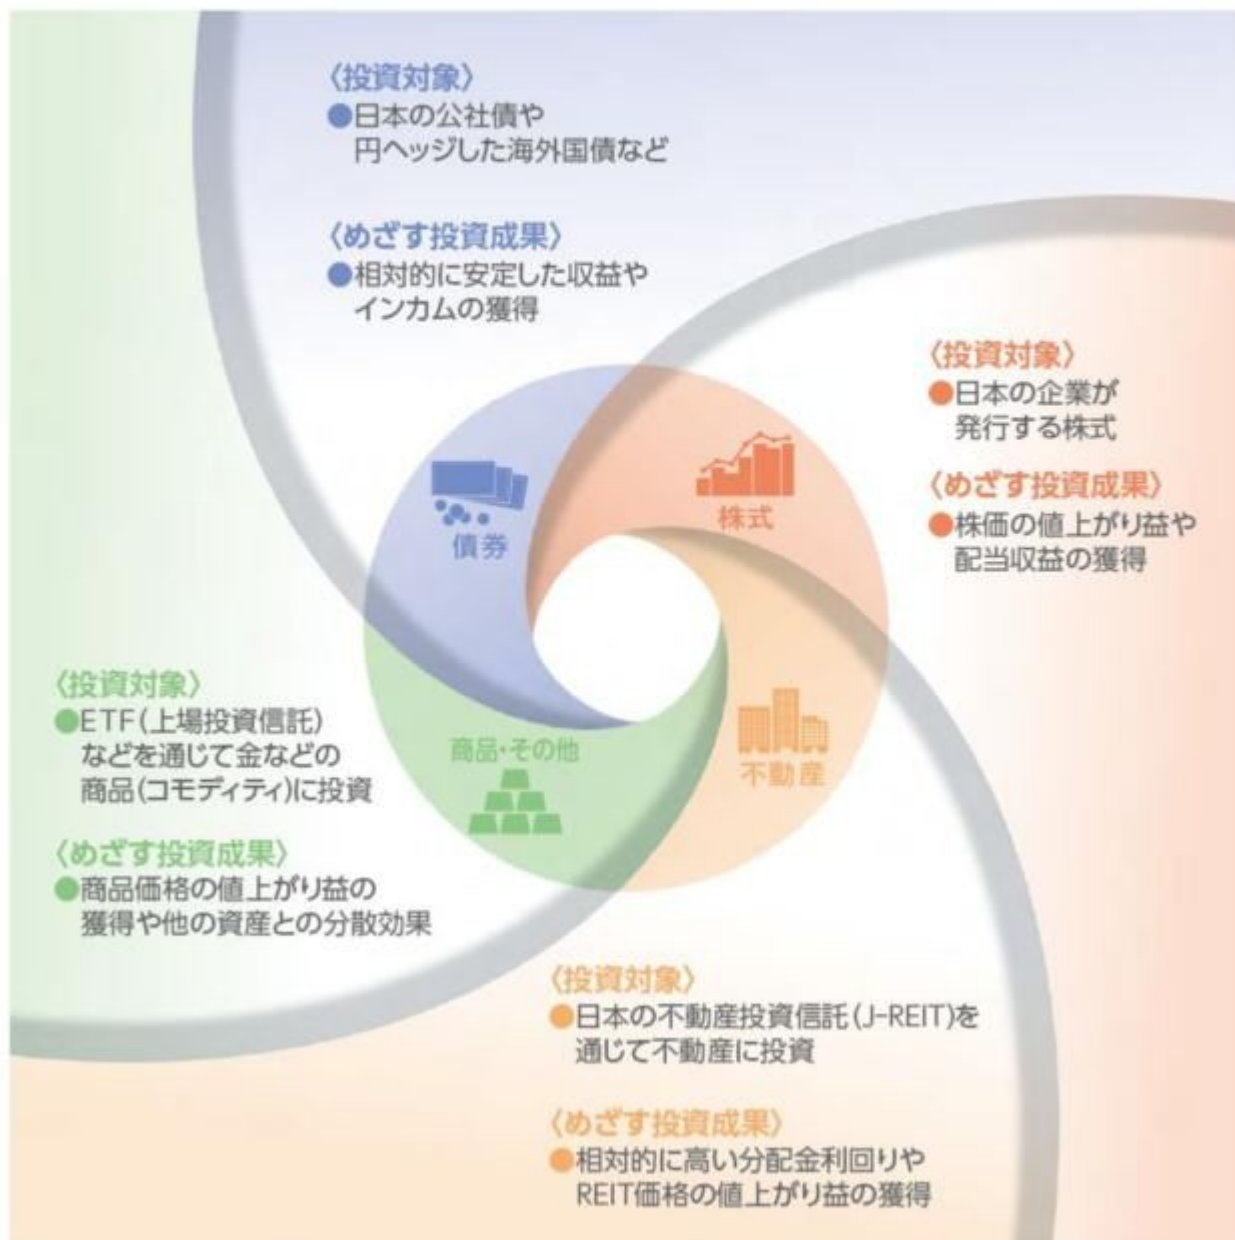 〈投資対象〉
●日本の公社債や
円ヘッジした海外国債など
〈めざす投資成果〉
●相対的に安定した収益や
インカムの獲得
〈投資対象〉
●日本の企業が
発行する株式
〈めざす投資成果〉
●株価の値上がり益や
配当収益の獲得
債券
株式
商品・その他
不動産
〈投資対象〉
●ETF(上場投資信託)
などを通じて金などの
商品(コモディティ)に投資
〈めざす投資成果〉
●商品価格の値上がり益の
獲得や他の資産との分散効果
〈投資対象〉
●日本の不動産投資信託(J-REIT)を
通じて不動産に投資
〈めざす投資成果〉
●相対的に高い分配金利回りや
REIT価格の値上がり益の獲得